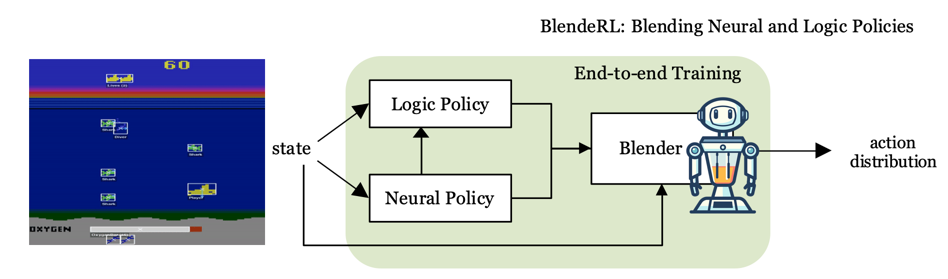 BlendeRL: Blending Neural and Logic Policies
End-to-end Training
60
Logic Policy
state
Blender
action
distribution
Neural Policy
Player
OXYGEN